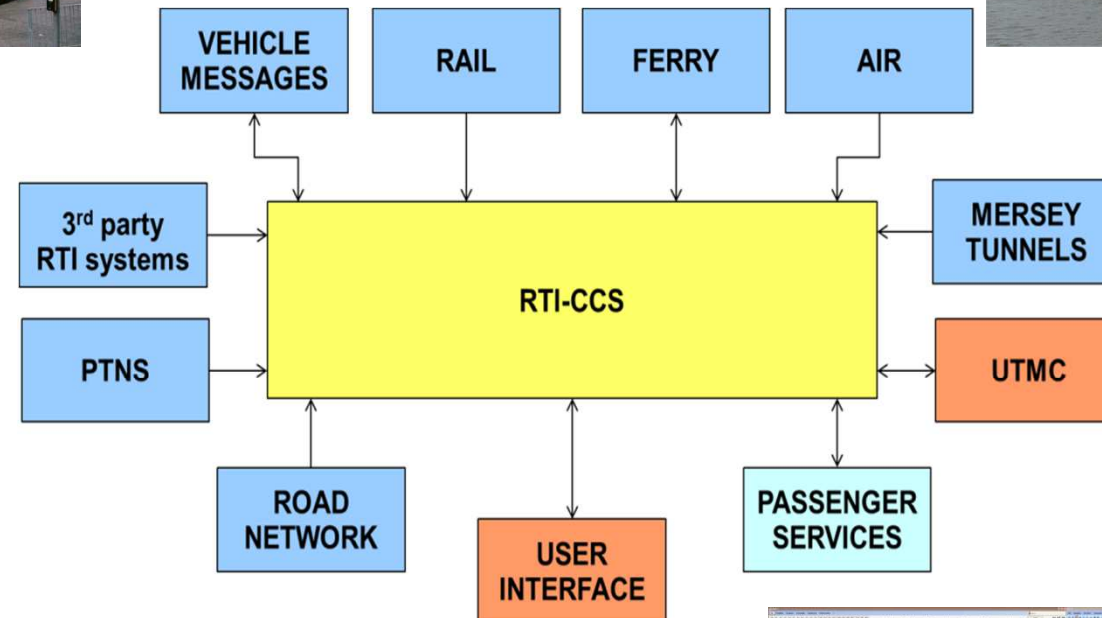 VEHICLE
MESSAGES
RAIL
FERRY
AIR
3rd party
RTI systems
MERSEY
TUNNELS
RTI-CCS
PTNS
UTMC
ROAD
NETWORK
PASSENGER
SERVICES
USER
INTERFACE